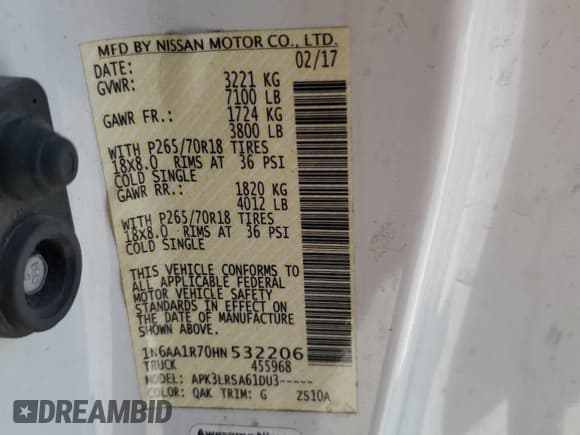 MFD BY NISSAN MOTOR CO., LTD.
DATE: 02/17
GVWR: 3221 KG
7100 LB
GAWR FR.: 1724 KG
3800 LB
WITH P265/70R18 TIRES
18X8.0 RIMS AT 36 PSI
COLD SINGLE
GAWR RR.: 1820 KG
4012 LB
WITH P265/70R18 TIRES
18X8.0 RIMS AT 36 PSI
COLD SINGLE
THIS VEHICLE CONFORMS TO
ALL APPLICABLE FEDERAL
MOTOR VEHICLE SAFETY
STANDARDS IN EFFECT ON
THE DATE OF MANUFACTURE
SHOWN ABOVE.
1N6AA1R70HN532206
TRUCK 455968
MODEL: APK3LRSA61DU3-----
COLOR: QAK TRIM: G ZS10A
DREAMBID